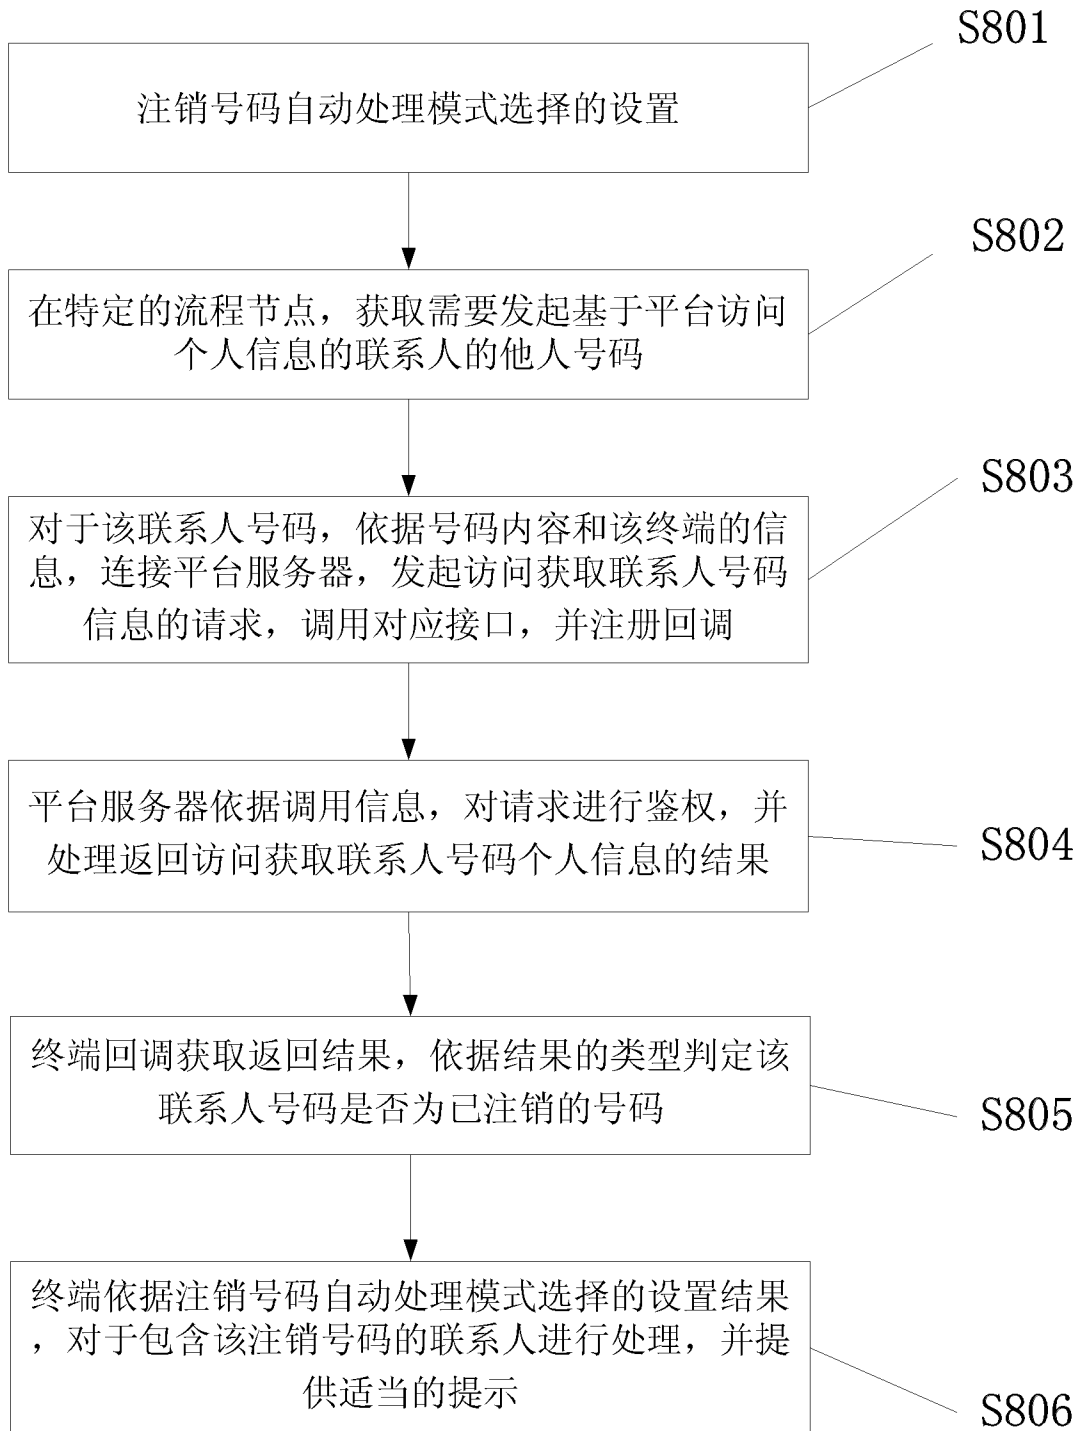 S801
注销号码自动处理模式选择的设置
S802
在特定的流程节点，获取需要发起基于平台访问
个人信息的联系人的他人号码
S803
对于该联系人号码，依据号码内容和该终端的信
息，连接平台服务器，发起访问获取联系人号码
信息的请求，调用对应接口，并注册回调
平台服务器依据调用信息，对请求进行鉴权，并
处理返回访问获取联系人号码个人信息的结果
S804
终端回调获取返回结果，依据结果的类型判定该
联系人号码是否为已注销的号码
S805
终端依据注销号码自动处理模式选择的设置结果
，对于包含该注销号码的联系人进行处理，并提
供适当的提示
S806